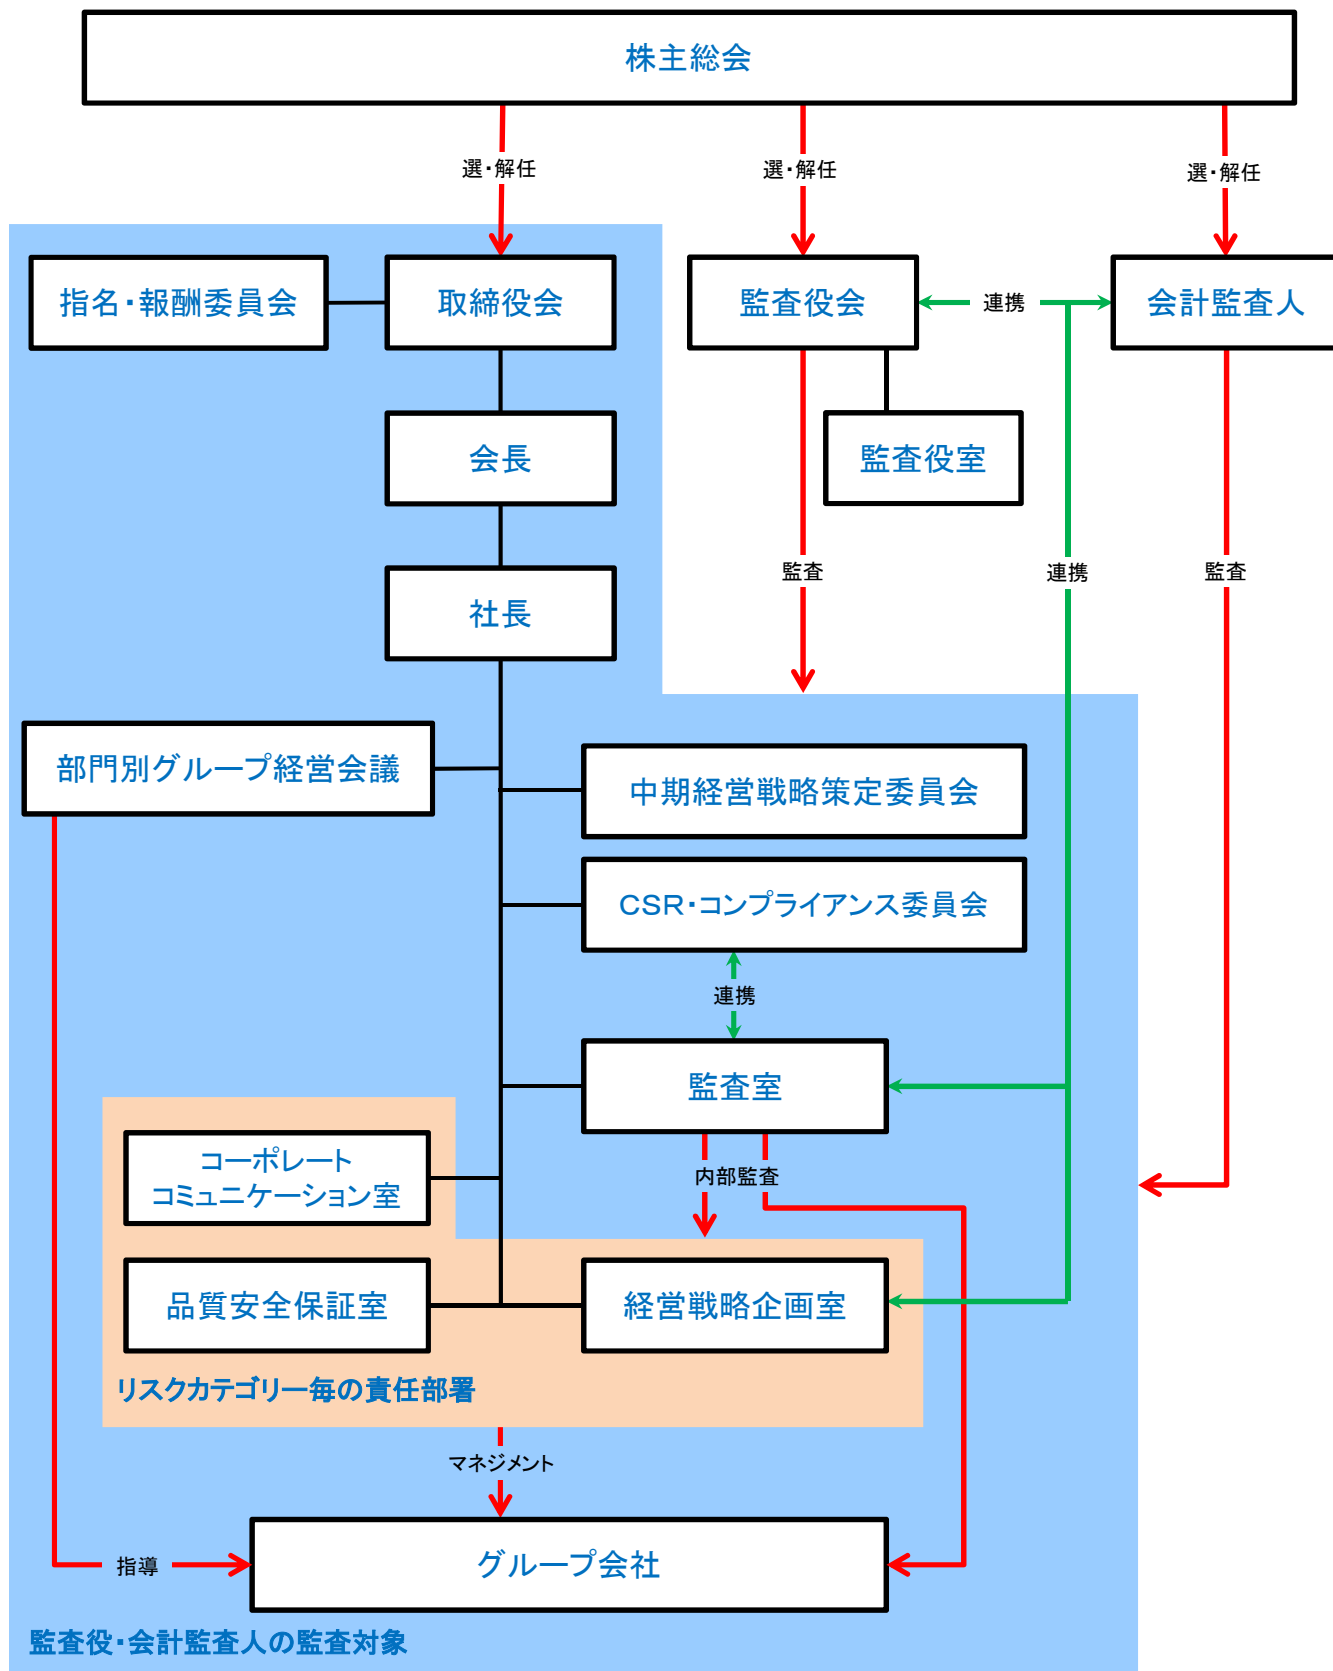 株主総会
選・解任
選・解任
選・解任
指名・報酬委員会
取締役会
監査役会
連携
会計監査人
会長
監査役室
社長
監査
連携
監査
部門別グループ経営会議
中期経営戦略策定委員会
CSR・コンプライアンス委員会
連携
監査室
コーポレート
コミュニケーション室
内部監査
品質安全保証室
経営戦略企画室
リスクカテゴリー毎の責任部署
マネジメント
グループ会社
指導
監査役・会計監査人の監査対象